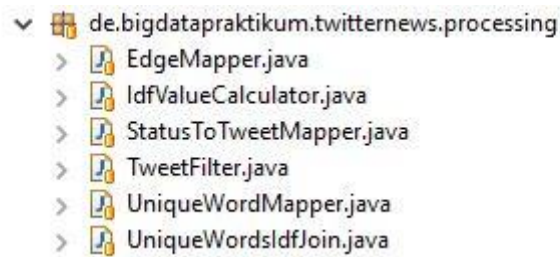 de.bigdatapraktikum.twitternews.processing
EdgeMapper.java
IdfValueCalculator.java
StatusToTweetMapper.java
TweetFilter.java
UniqueWordMapper.java
UniqueWordsIdfJoin.java